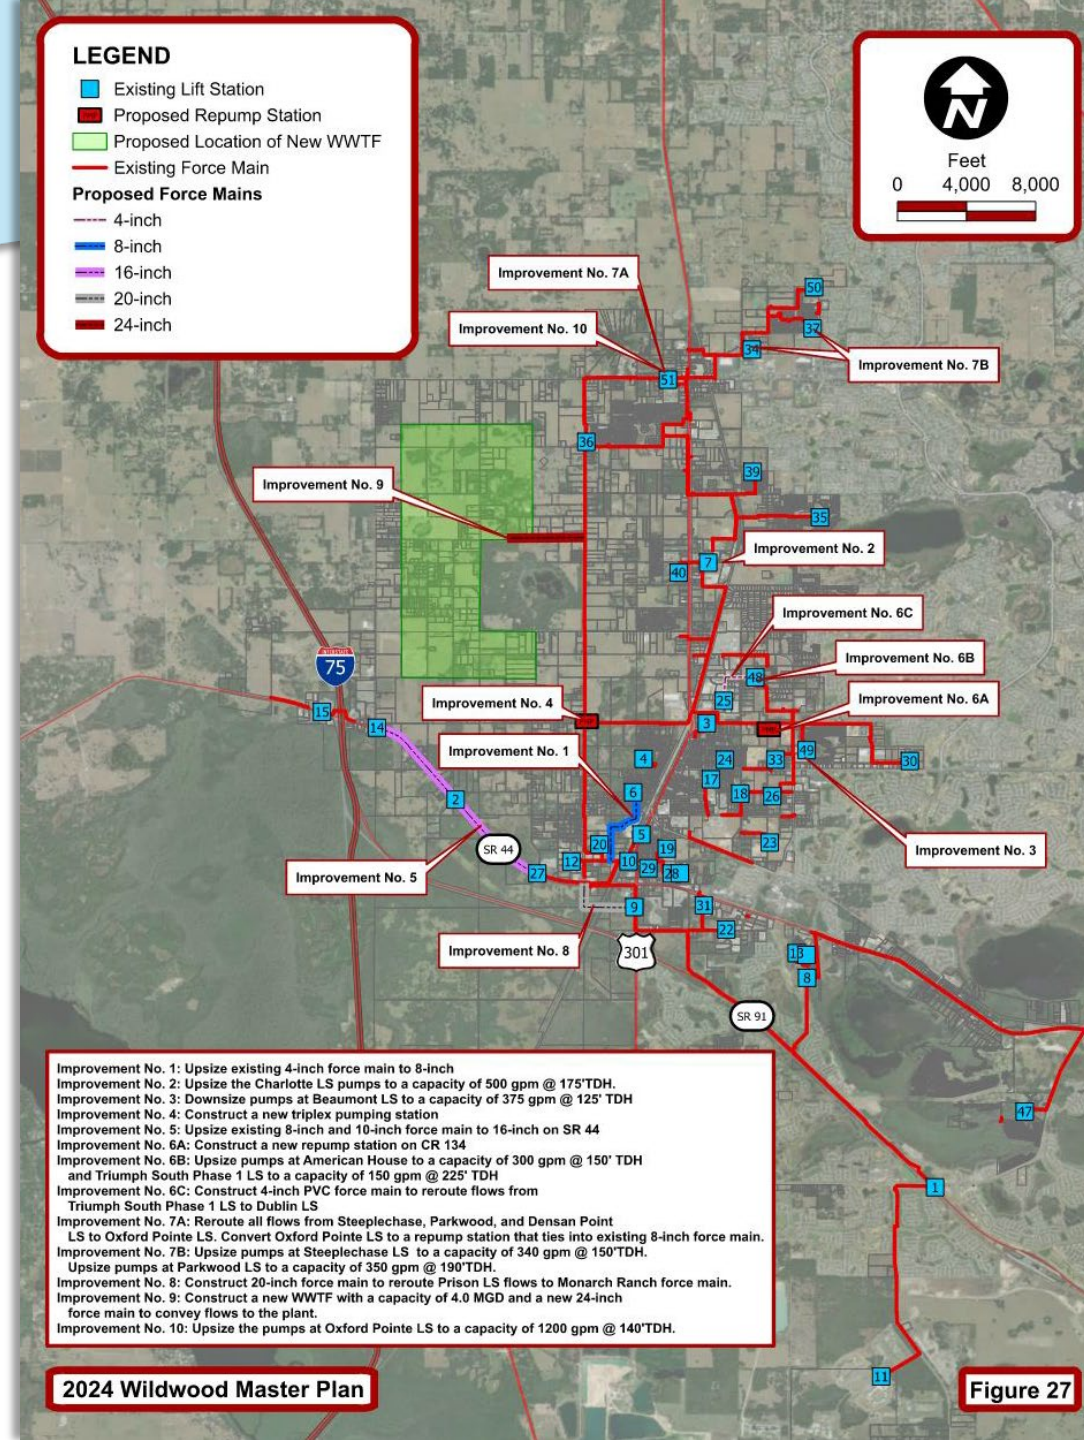 LEGEND
Existing Lift Station
Proposed Repump Station
Proposed Location of New WWTF
Existing Force Main
Proposed Force Mains
4-inch
8-inch
16-inch
20-inch
24-inch
N
Feet
0 4,000 8,000
Improvement No. 7A
50
Improvement No. 10
37
34
Improvement No. 7B
51
36
39
Improvement No. 9
35
Improvement No. 2
7
40
Improvement No. 6C
INTERSTATE
75
Improvement No. 6B
48
25
Improvement No. 6A
Improvement No. 4
15
14
3
Improvement No. 1
4
24
33
49
30
17
6
18
26
2
5
23
SR 44
20
19
Improvement No. 3
12
10
29
28
27
Improvement No. 5
9
31
22
Improvement No. 8
301
13
8
SR 91
47
1
11
Improvement No. 1: Upsize existing 4-inch force main to 8-inch
Improvement No. 2: Upsize the Charlotte LS pumps to a capacity of 500 gpm @ 175'TDH.
Improvement No. 3: Downsize pumps at Beaumont LS to a capacity of 375 gpm @ 125' TDH
Improvement No. 4: Construct a new triplex pumping station
Improvement No. 5: Upsize existing 8-inch and 10-inch force main to 16-inch on SR 44
Improvement No. 6A: Construct a new repump station on CR 134
Improvement No. 6B: Upsize pumps at American House to a capacity of 300 gpm @ 150' TDH
and Triumph South Phase 1 LS to a capacity of 150 gpm @ 225' TDH
Improvement No. 6C: Construct 4-inch PVC force main to reroute flows from
Triumph South Phase 1 LS to Dublin LS
Improvement No. 7A: Reroute all flows from Steeplechase, Parkwood, and Densan Point
LS to Oxford Pointe LS. Convert Oxford Pointe LS to a repump station that ties into existing 8-inch force main.
Improvement No. 7B: Upsize pumps at Steeplechase LS to a capacity of 340 gpm @ 150'TDH.
Upsize pumps at Parkwood LS to a capacity of 350 gpm @ 190'TDH.
Improvement No. 8: Construct 20-inch force main to reroute Prison LS flows to Monarch Ranch force main.
Improvement No. 9: Construct a new WWTF with a capacity of 4.0 MGD and a new 24-inch
force main to convey flows to the plant.
Improvement No. 10: Upsize the pumps at Oxford Pointe LS to a capacity of 1200 gpm @ 140'TDH.
2024 Wildwood Master Plan
Figure 27